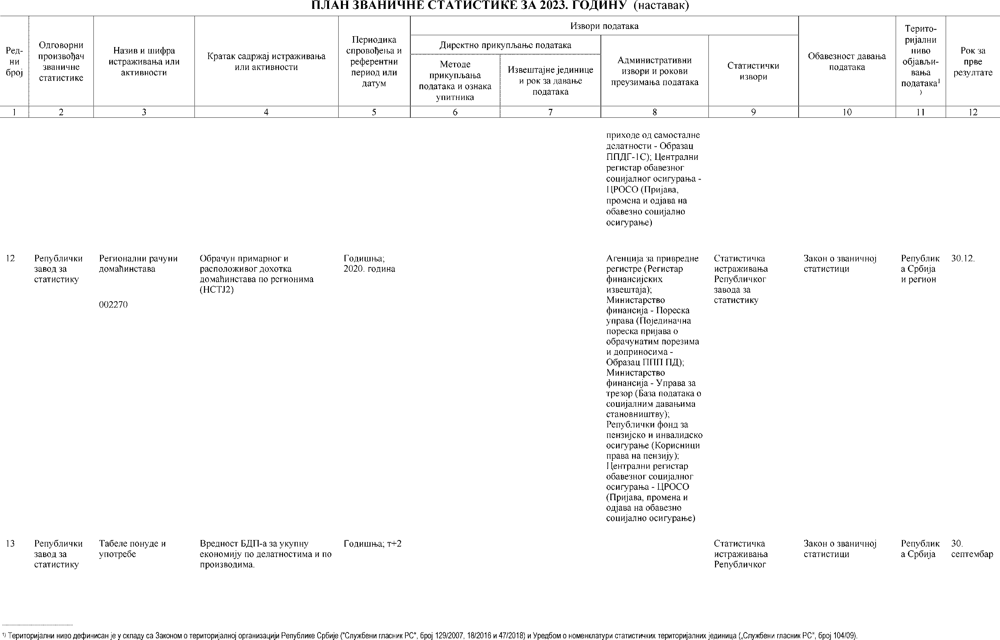 ПЛАН ЗВАНИЧНЕ СТАТИСТИКЕ ЗА 2023. ГОДИНУ (наставак)
Ред-
ни
број
Одговорни
произвођач
званичне
статистике
Назив и шифра
истраживања или
активности
Кратак садржај истраживања
или активности
Периодика
спровођења и
референтни
период или
датум
Извори података
Директно прикупљање података
Методе
прикупљања
података и ознака
упитника
Извештајне јединице
и рок за давање
података
Административни
извори и рокови
преузимања података
Статистички
извори
Обавезност давања
података
Терито-
ријални
ниво
објављи-
вања
података¹
)
Рок за
прве
резултате
1 2 3 4 5 6 7 8 9 10 11 12
приходе од самосталне
делатности - Образац
ППДГ-1С); Централни
регистар обавезног
социјалног осигурања -
ЦРОСО (Пријава,
промена и одјава на
обавезно социјално
осигурање)
12
Републички
завод за
статистику
Регионални рачуни
домаћинстава
002270
Обрачун примарног и
расположивог дохотка
домаћинстава по регионима
(НСТЈ2)
Годишња;
2020. година
Агенција за привредне
регистре (Регистар
финансијских
извештаја);
Министарство
финансија - Пореска
управа (Појединачна
пореска пријава о
обрачунатим порезима
и доприносима -
Образац ППП ПД);
Министарство
финансија - Управа за
трезор (База података о
социјалним давањима
становништву);
Републички фонд за
пензијско и инвалидско
осигурање (Корисници
права на пензију);
Централни регистар
обавезног социјалног
осигурања - ЦРОСО
(Пријава, промена и
одјава на обавезно
социјално осигурање)
Статистичка
истраживања
Републичког
завода за
статистику
Закон о званичној
статистици
Републик
а Србија
и регион
30.12.
13
Републички
завод за
статистику
Табеле понуде и
употребе
Вредност БДП-а за укупну
економију по делатностима и по
производима.
Годишња; т+2
Статистичка
истраживања
Републичког
Закон о званичној
статистици
Републик
а Србија
30.
септембар
¹⁾ Територијални ниво дефинисан је у складу са Законом о територијалној организацији Републике Србије ("Службени гласник РС", број 129/2007, 18/2016 и 47/2018) и Уредбом о номенклатури статистичких територијалних јединица („Службени гласник РС", број 104/09).